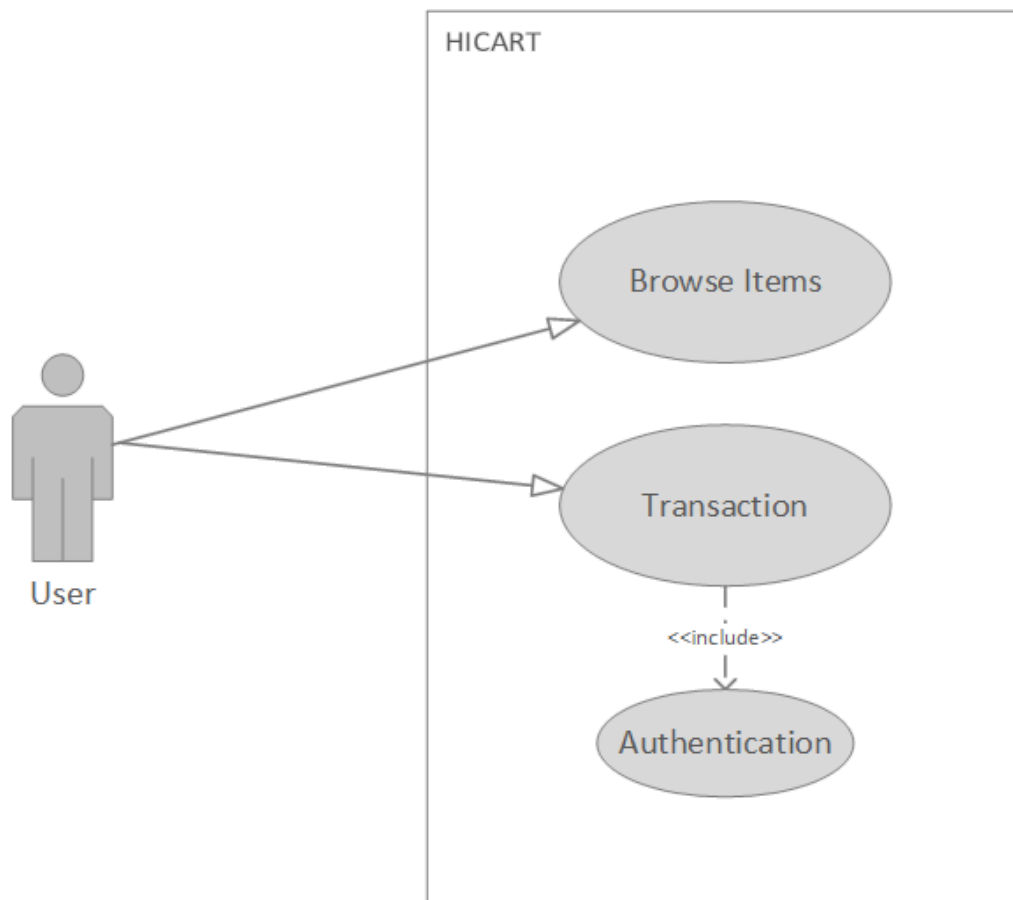 HICART
Browse Items
Transaction
User
<<include>>
Authentication